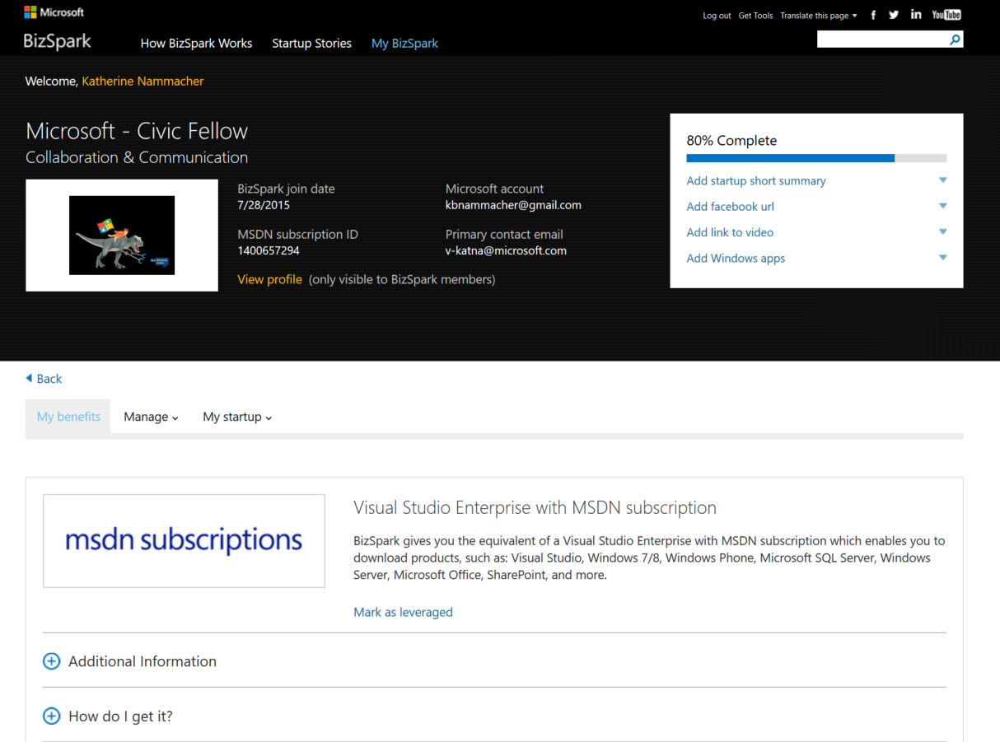 Microsoft
Log out Get Tools Translate this page
f in YouTube
BizSpark
How BizSpark Works Startup Stories My BizSpark
Welcome, Katherine Nammacher
Microsoft - Civic Fellow
Collaboration & Communication
BizSpark join date
7/28/2015
Microsoft account
kbnammacher@gmail.com
MSDN subscription ID
1400657294
Primary contact email
v-katna@microsoft.com
View profile (only visible to BizSpark members)
80% Complete
Add startup short summary
Add facebook url
Add link to video
Add Windows apps
Back
My benefits Manage My startup
msdn subscriptions
Visual Studio Enterprise with MSDN subscription
BizSpark gives you the equivalent of a Visual Studio Enterprise with MSDN subscription which enables you to
download products, such as: Visual Studio, Windows 7/8, Windows Phone, Microsoft SQL Server, Windows
Server, Microsoft Office, SharePoint, and more.
Mark as leveraged
Additional Information
How do I get it?